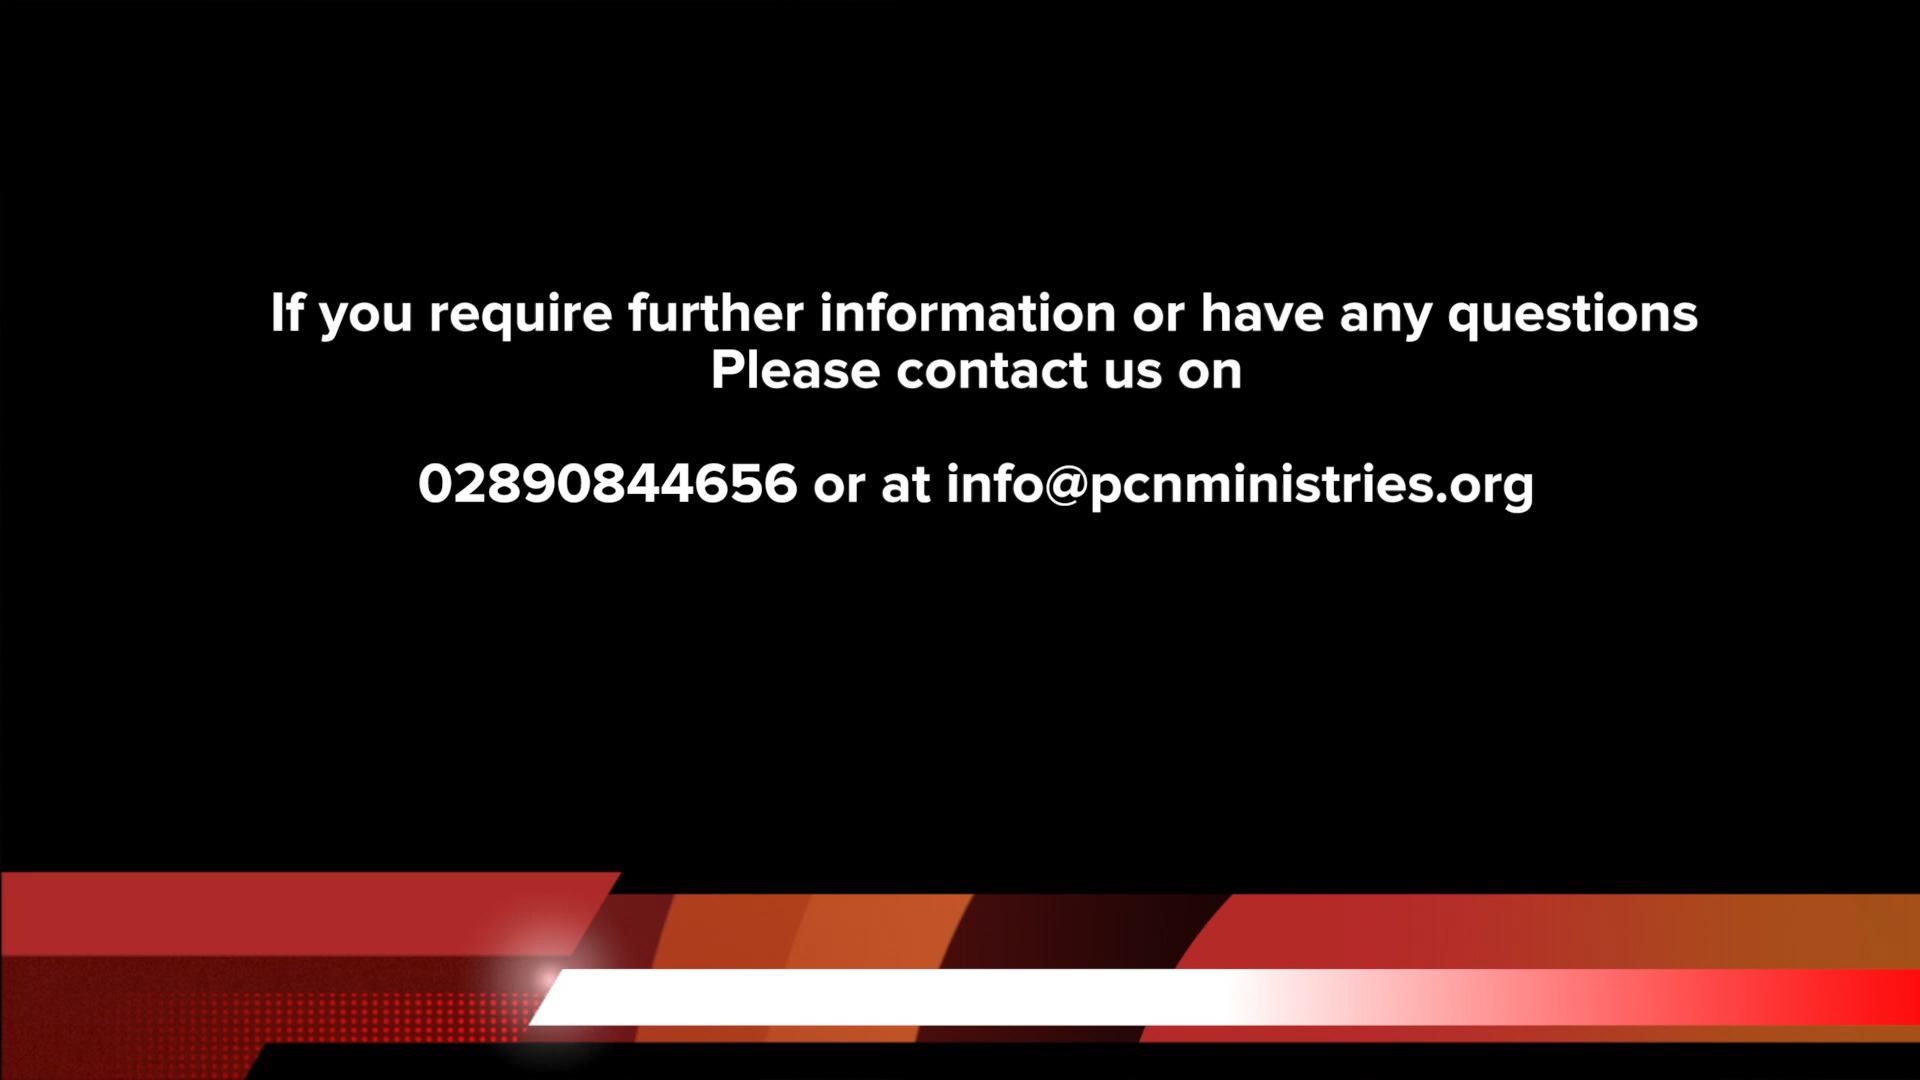 If you require further information or have any questions
Please contact us on
02890844656 or at info@pcnministries.org